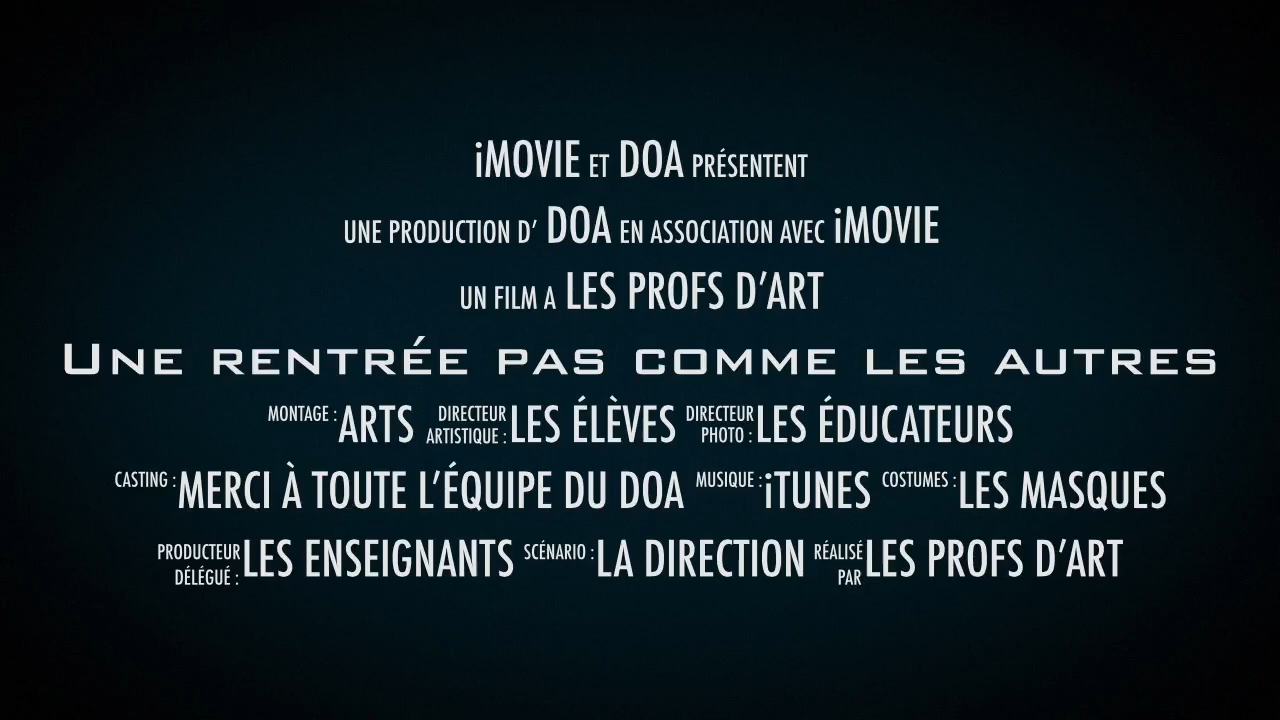 iMOVIE ET DOA PRÉSENTENT
UNE PRODUCTION D’ DOA EN ASSOCIATION AVEC iMOVIE
UN FILM A LES PROFS D’ART
UNE RENTRÉE PAS COMME LES AUTRES
MONTAGE : ARTS DIRECTEUR ARTISTIQUE : LES ÉLÈVES DIRECTEUR PHOTO : LES ÉDUCATEURS
CASTING : MERCI À TOUTE L’ÉQUIPE DU DOA MUSIQUE : iTUNES COSTUMES : LES MASQUES
PRODUCTEUR DÉLÉGUÉ : LES ENSEIGNANTS SCÉNARIO : LA DIRECTION RÉALISÉ PAR LES PROFS D’ART